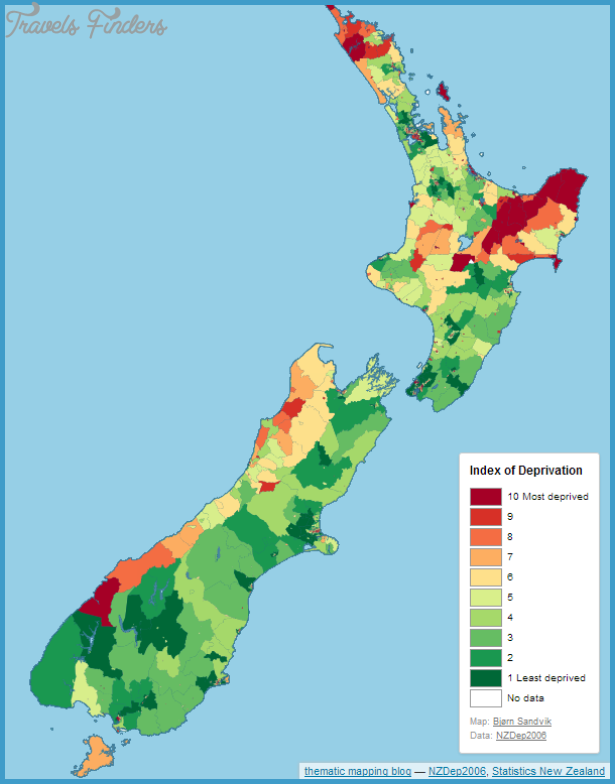 Travels Finders
Index of Deprivation
10 Most deprived
9
8
7
6
5
4
3
2
1 Least deprived
No data
Map: Bjørn Sandvik
Data: NZDep2006
thematic mapping blog — NZDep2006, Statistics New Zealand